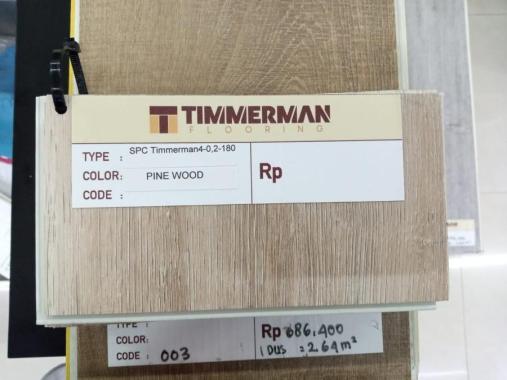 TIMMERMAN
FLOORING
TYPE : SPC Timmerman4-0,2-180
COLOR: PINE WOOD
CODE :
Rp
TYPE :
COLOR:
CODE : 003
Rp 686,400
1 DUS = 2.64 m²